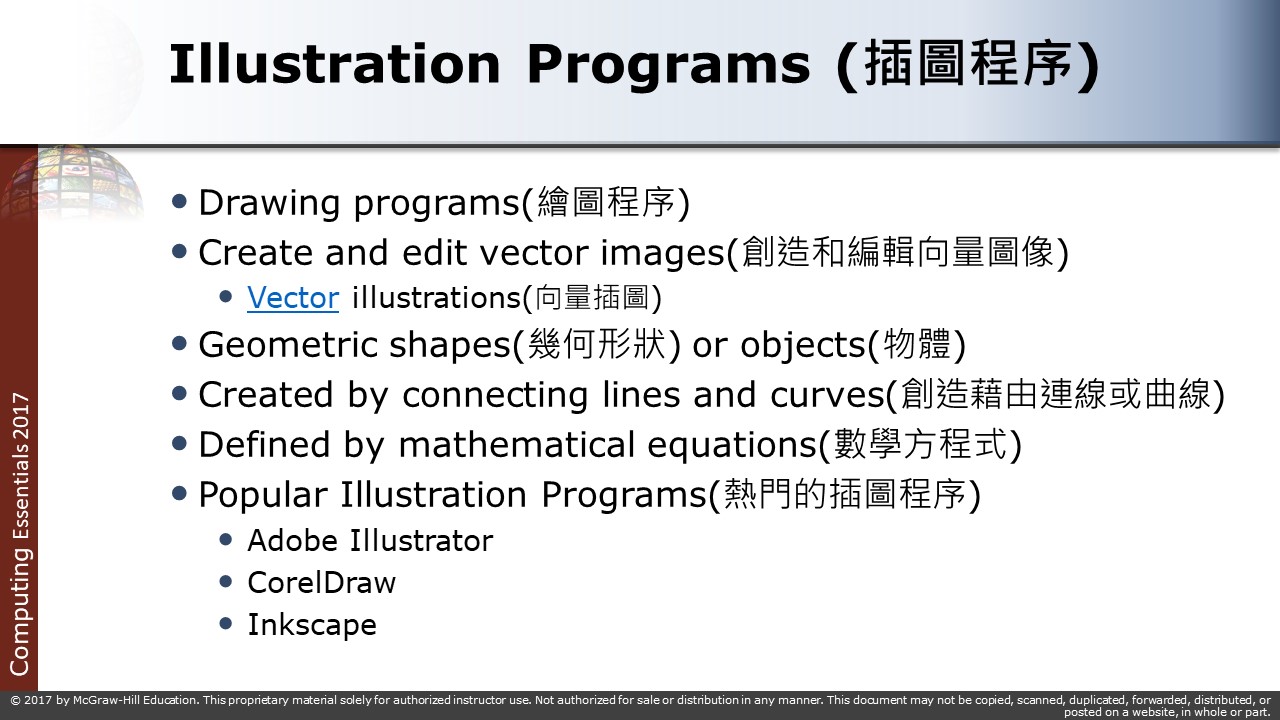 Illustration Programs (插圖程序)
Drawing programs(繪圖程序)
Create and edit vector images(創造和編輯向量圖像)
Vector illustrations(向量插圖)
Geometric shapes(幾何形狀) or objects(物體)
Created by connecting lines and curves(創造藉由連線或曲線)
Defined by mathematical equations(數學方程式)
Popular Illustration Programs(熱門的插圖程序)
Adobe Illustrator
CorelDraw
Inkscape
Computing Essentials 2017
© 2017 by McGraw-Hill Education. This proprietary material solely for authorized instructor use. Not authorized for sale or distribution in any manner. This document may not be copied, scanned, duplicated, forwarded, distributed, or
posted on a website, in whole or part.